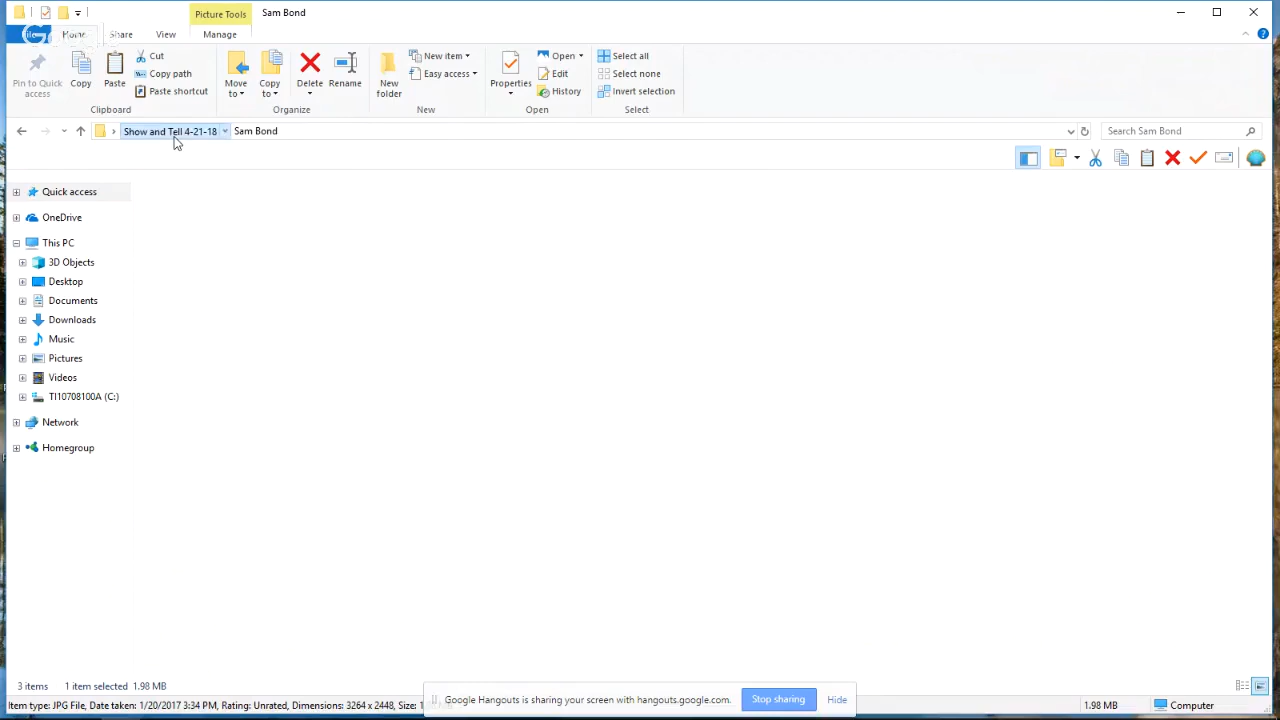 Picture Tools
Sam Bond
Home
Share
View
Manage
Pin to Quick access
Copy
Paste
Cut
Copy path
Paste shortcut
Clipboard
Move to
Copy to
Delete
Rename
Organize
New folder
New item
Easy access
New
Properties
Open
Edit
History
Open
Select all
Select none
Invert selection
Select
Show and Tell 4-21-18
Sam Bond
Search Sam Bond
Quick access
OneDrive
This PC
3D Objects
Desktop
Documents
Downloads
Music
Pictures
Videos
TI10708100A (C:)
Network
Homegroup
3 items
1 item selected 1.98 MB
Google Hangouts is sharing your screen with hangouts.google.com.
Stop sharing
Hide
Item type: JPG File, Date taken: 1/20/2017 3:34 PM, Rating: Unrated, Dimensions: 3264 x 2448, Size:
1.98 MB
Computer